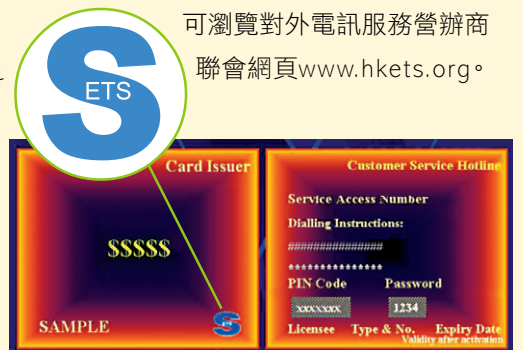 可瀏覽對外電訊服務營辦商
聯會網頁www.hkets.org。
S
ETS
Card Issuer
$$$$$
SAMPLE
S
Customer Service Hotline
Service Access Number
Dialling Instructions:
################
***************
PIN Code Password
xxxxxxx 1234
Licensee Type & No. Expiry Date
Validity after activation